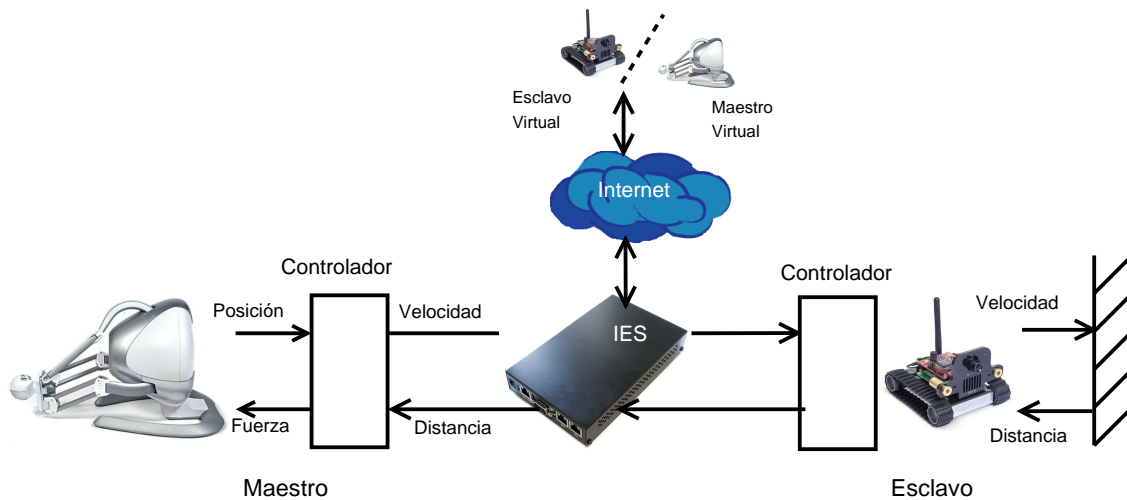 Esclavo
Virtual
Maestro
Virtual
Internet
Controlador
Controlador
Posición
Velocidad
IES
Velocidad
Fuerza
Distancia
Distancia
Maestro
Esclavo